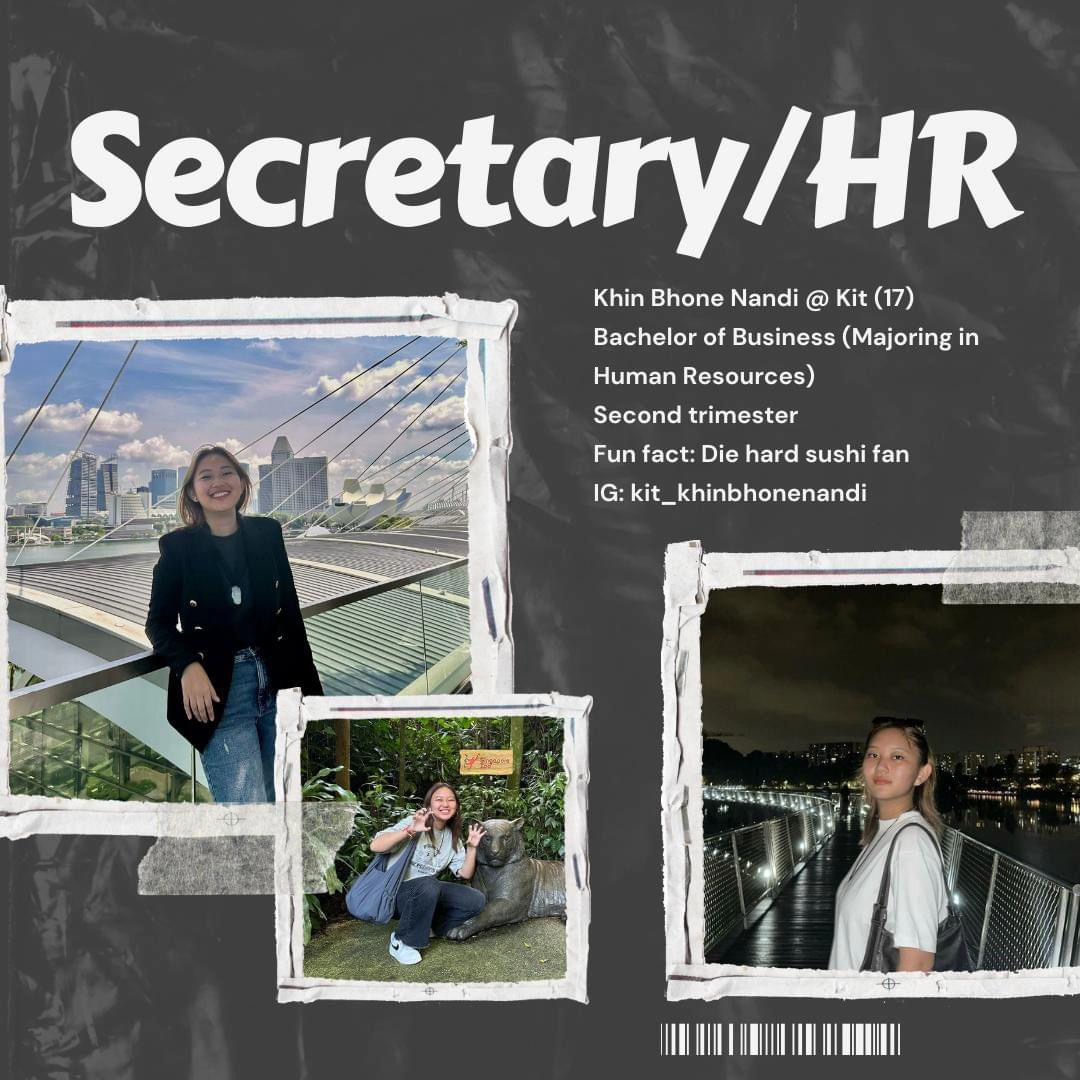 Secretary/HR
Khin Bhone Nandi @ Kit (17)
Bachelor of Business (Majoring in
Human Resources)
Second trimester
Fun fact: Die hard sushi fan
IG: kit_khinbhonenandi
Singapore